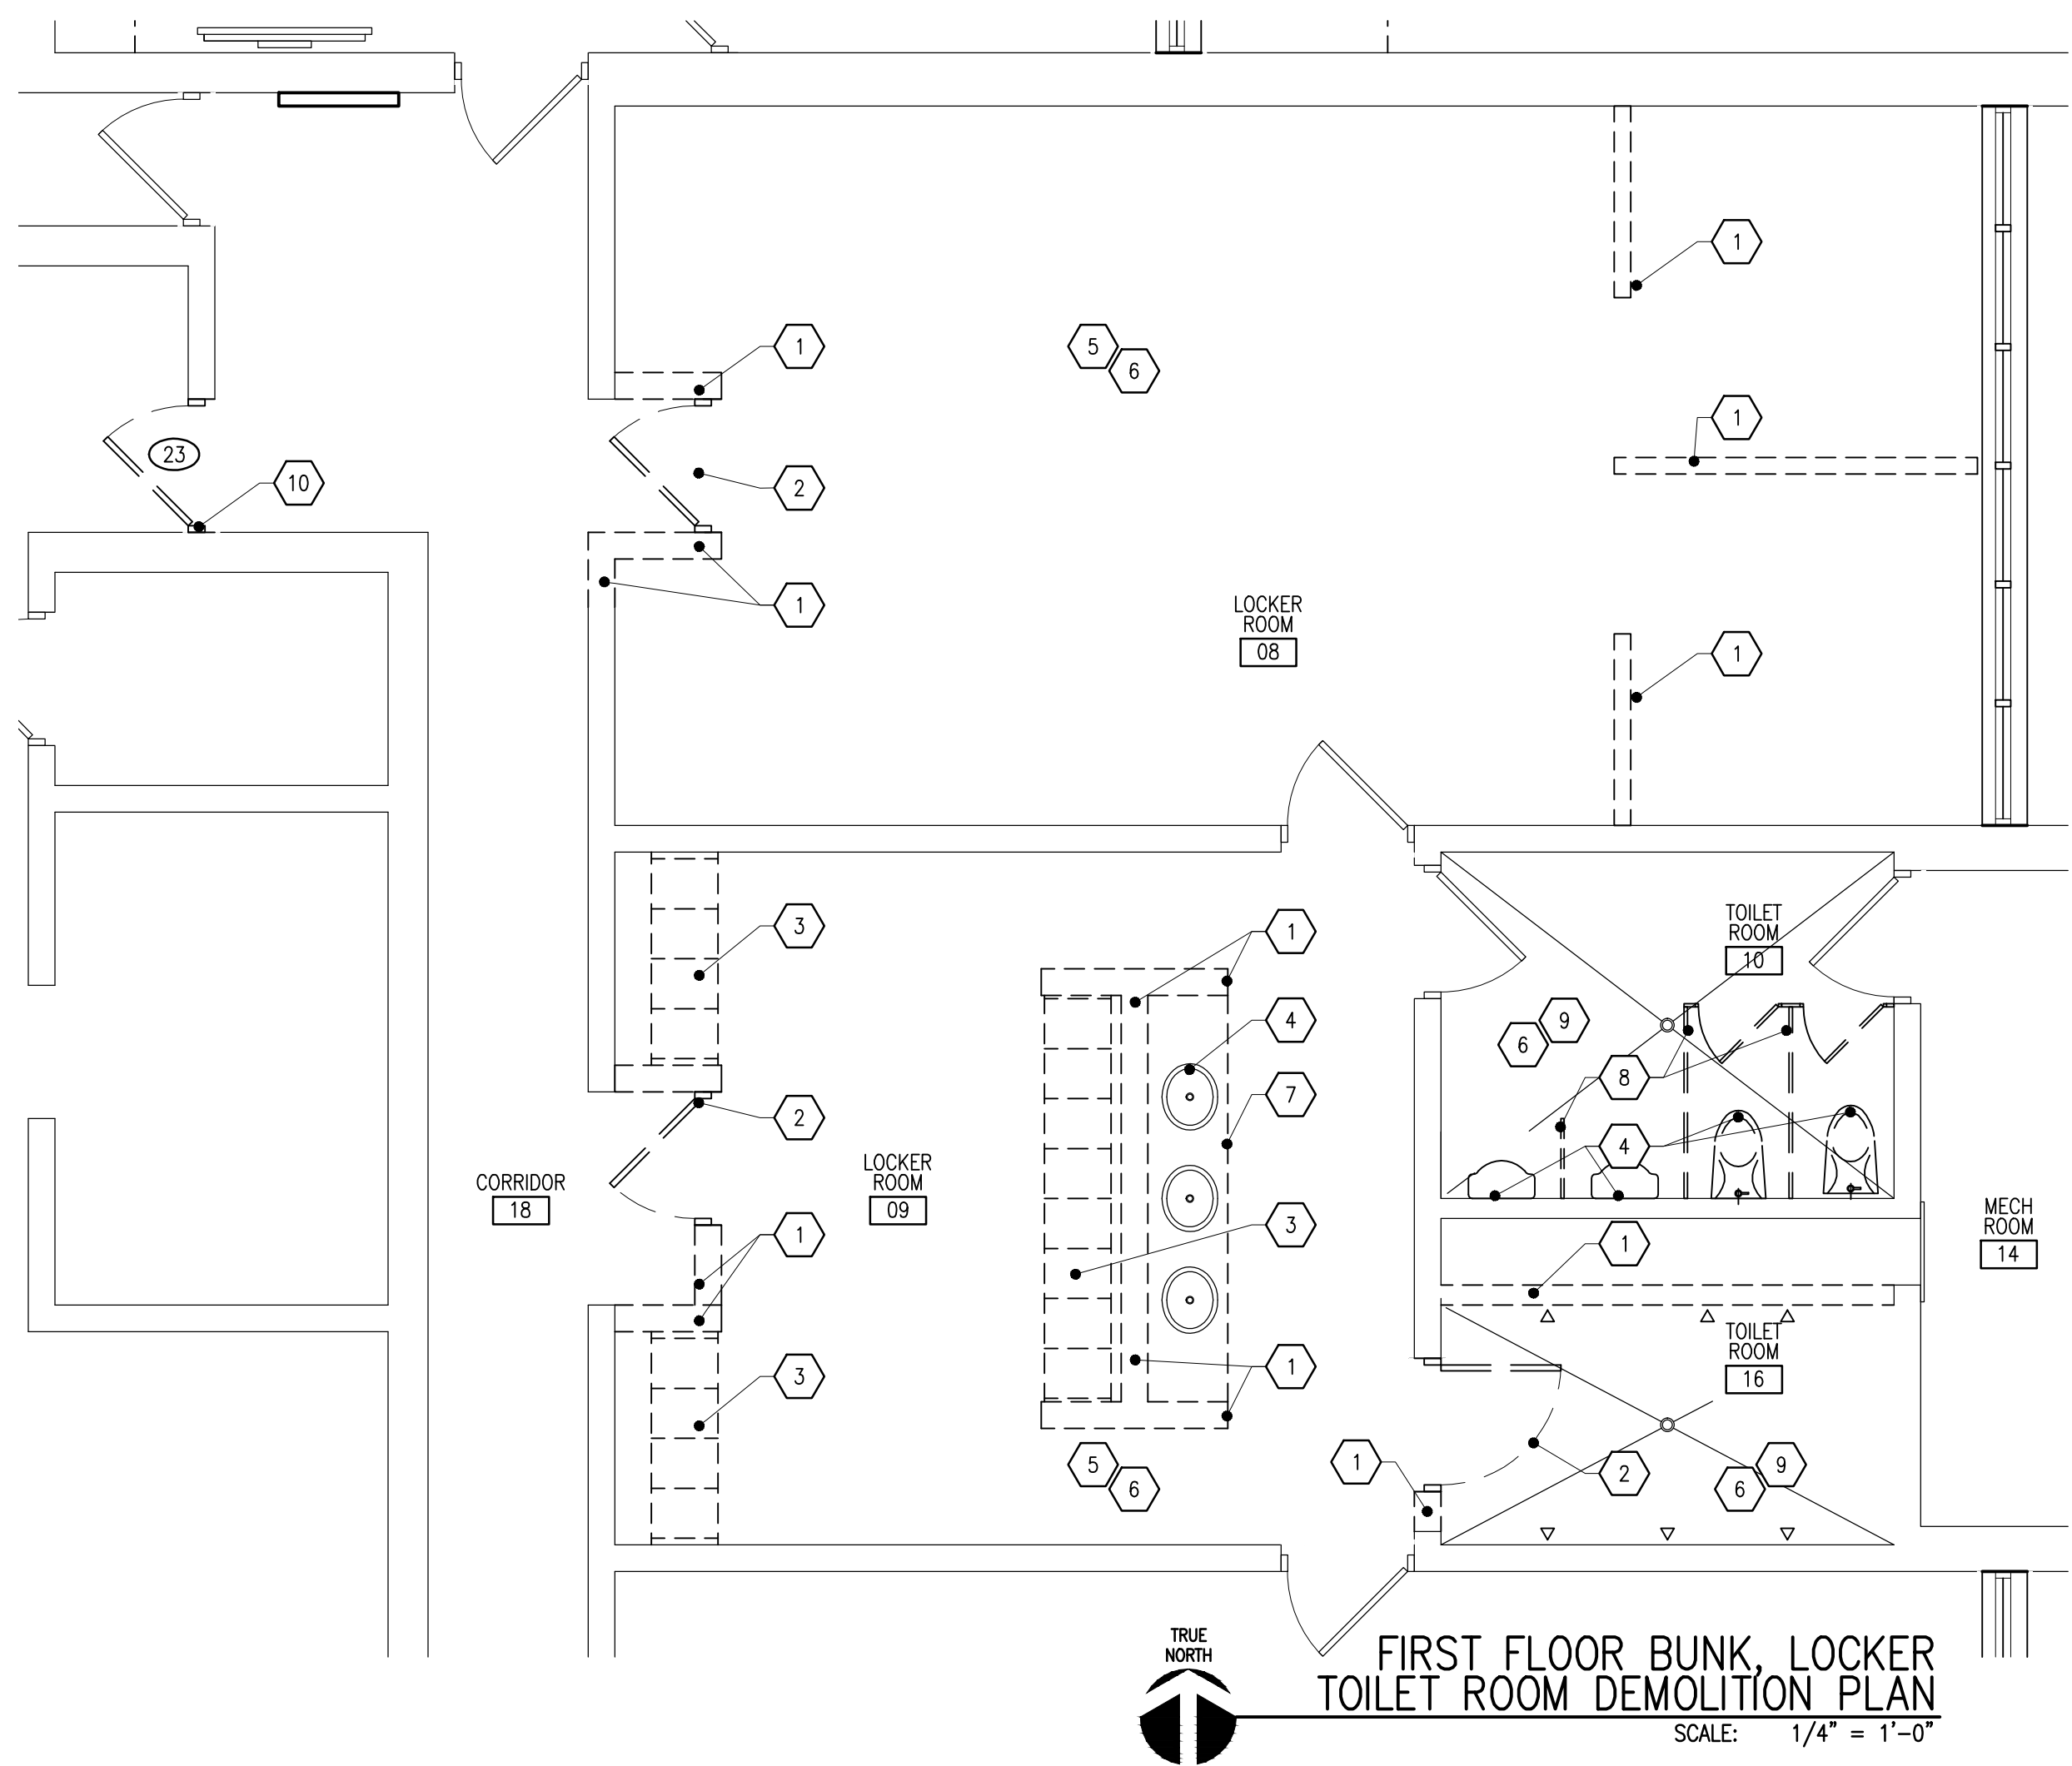 1
1
5
6
1
1
23
10
2
1
LOCKER
ROOM
08
1
3
1
TOILET
ROOM
10
4
9
6
7
8
2
4
LOCKER
ROOM
09
CORRIDOR
18
MECH
ROOM
14
1
3
1
TOILET
ROOM
16
3
1
5
6
1
2
9
6
TRUE
NORTH
FIRST FLOOR BUNK, LOCKER
TOILET ROOM DEMOLITION PLAN
SCALE: 1/4" = 1'-0"